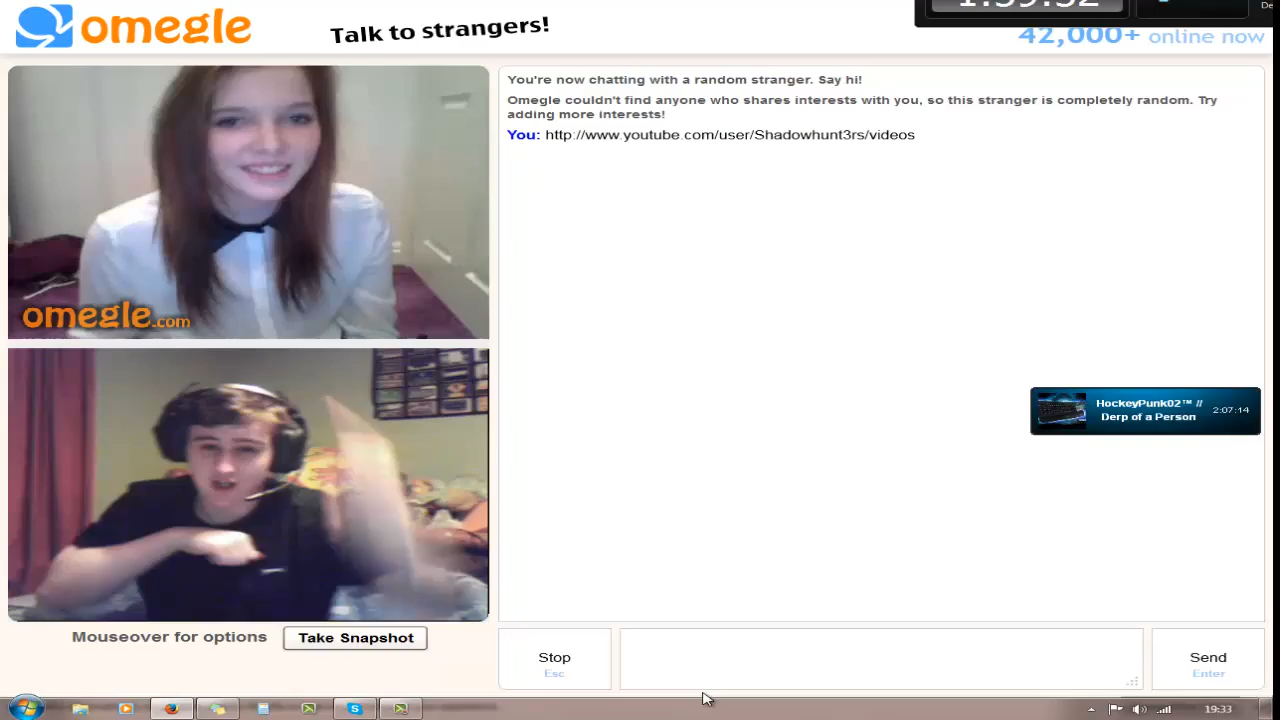 omegle
Talk to strangers!
42,000+ online now
You're now chatting with a random stranger. Say hi!
Omegle couldn't find anyone who shares interests with you, so this stranger is completely random. Try
adding more interests!
You: http://www.youtube.com/user/Shadowhunt3rs/videos
omegle.com
HockeyPunk02™ //
Derp of a Person
2:07:14
Mouseover for options
Take Snapshot
Stop
Esc
Send
Enter
19:33